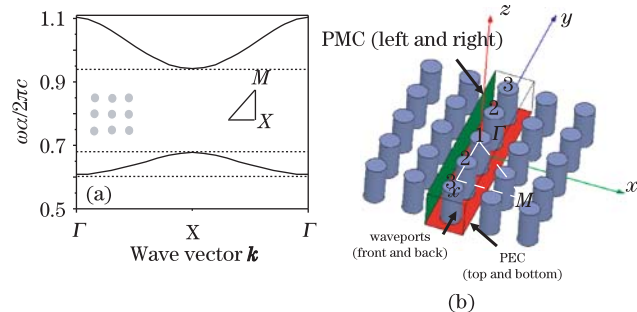 1.1
0.9
0.7
0.5
ωα/2πc
M
X
(a)
Γ X Γ
Wave vector k
z
y
PMC (left and right)
3
2
1 Γ
2
3
x
M
x
waveports
(front and back)
PEC
(top and bottom)
(b)